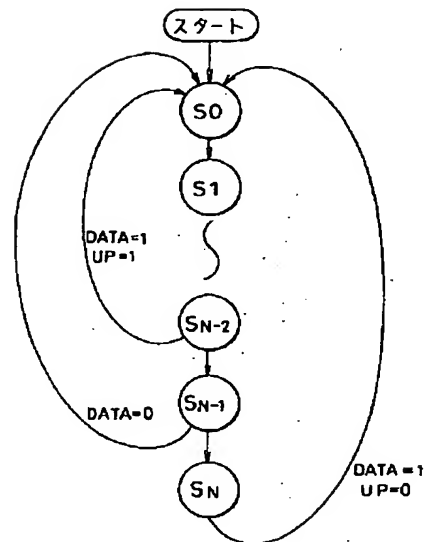 スタート
S0
S1
DATA=1
UP=1
SN-2
DATA=0
SN-1
SN
DATA=1
UP=0